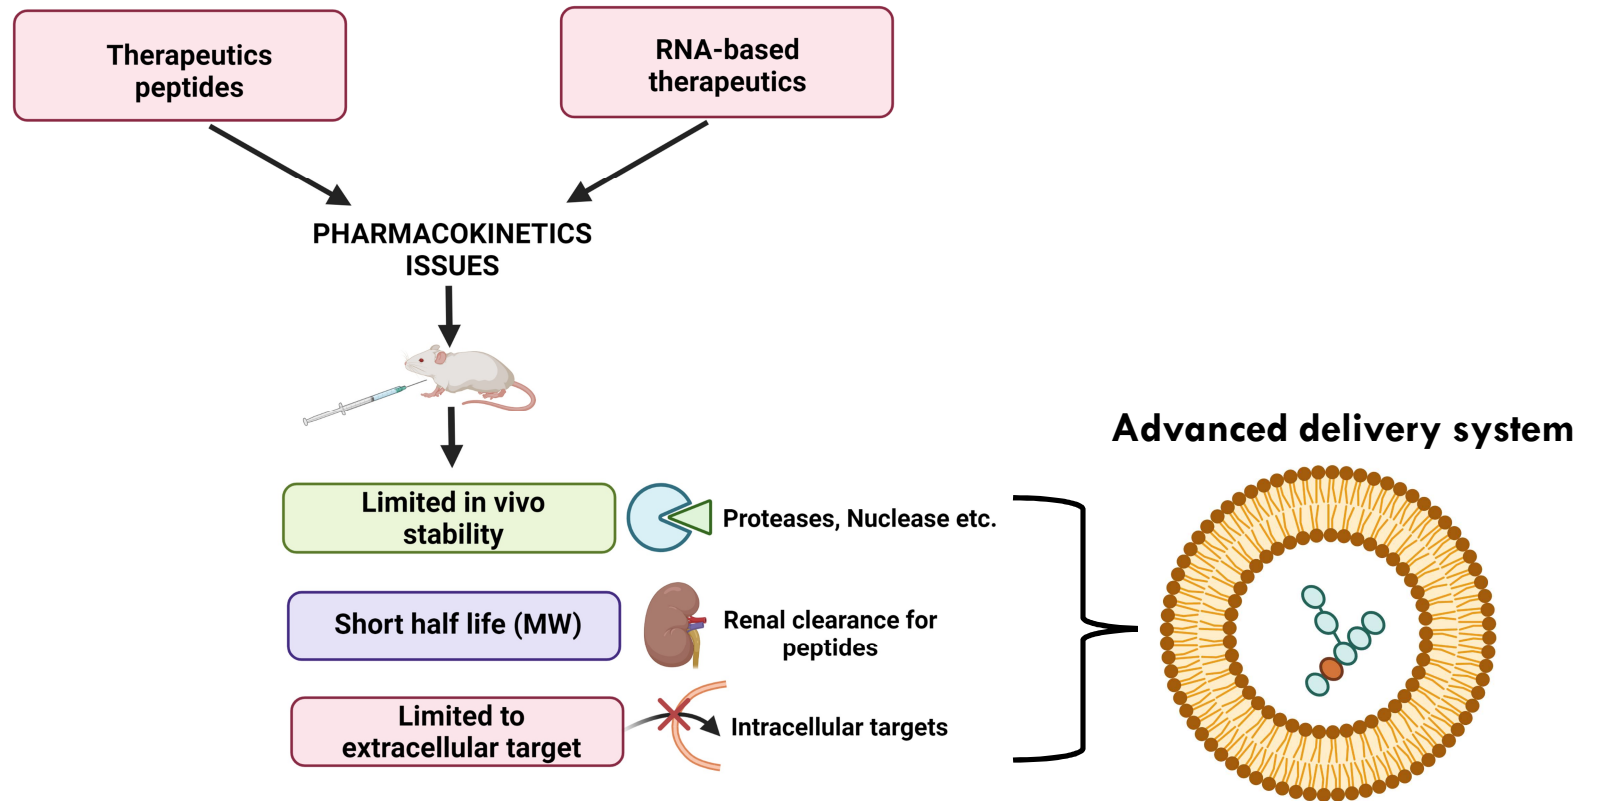 Therapeutics
peptides
RNA-based
therapeutics
PHARMACOKINETICS
ISSUES
Advanced delivery system
Limited in vivo
stability
Proteases, Nuclease etc.
Short half life (MW)
Renal clearance for
peptides
Limited to
extracellular target
Intracellular targets